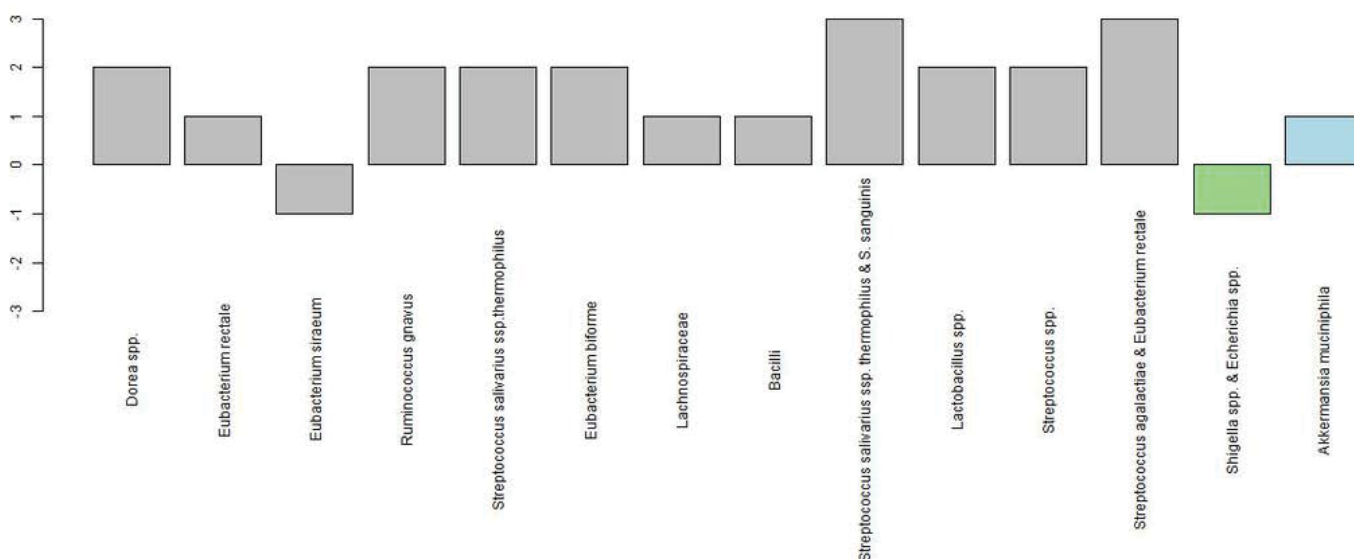 3
2
1
0
-1
-2
-3
Dorea spp.
Eubacterium rectale
Eubacterium siraeum
Ruminococcus gnavus
Streptococcus salivarius ssp.thermophilus
Eubacterium biforme
Lachnospiraceae
Bacilli
Streptococcus salivarius ssp. thermophilus & S. sanguinis
Lactobacillus spp.
Streptococcus spp.
Streptococcus agalactiae & Eubacterium rectale
Shigella spp. & Echerichia spp.
Akkermansia muciniphila